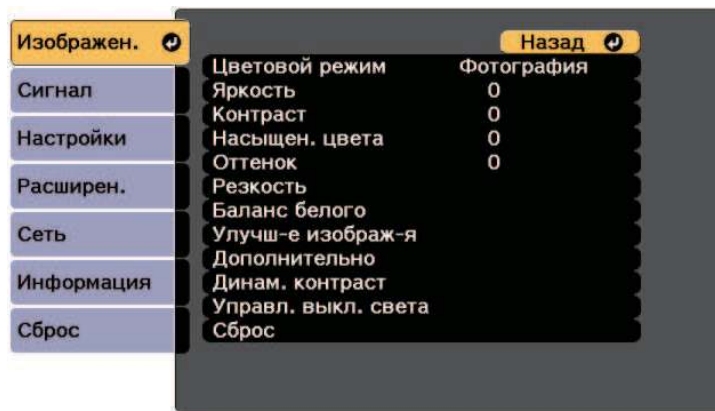 Изображен.
Сигнал
Настройки
Расширен.
Сеть
Информация
Сброс
Назад
Цветовой режим Фотография
Яркость 0
Контраст 0
Насыщен. цвета 0
Оттенок 0
Резкость
Баланс белого
Улучш-е изображ-я
Дополнительно
Динам. контраст
Управл. выкл. света
Сброс